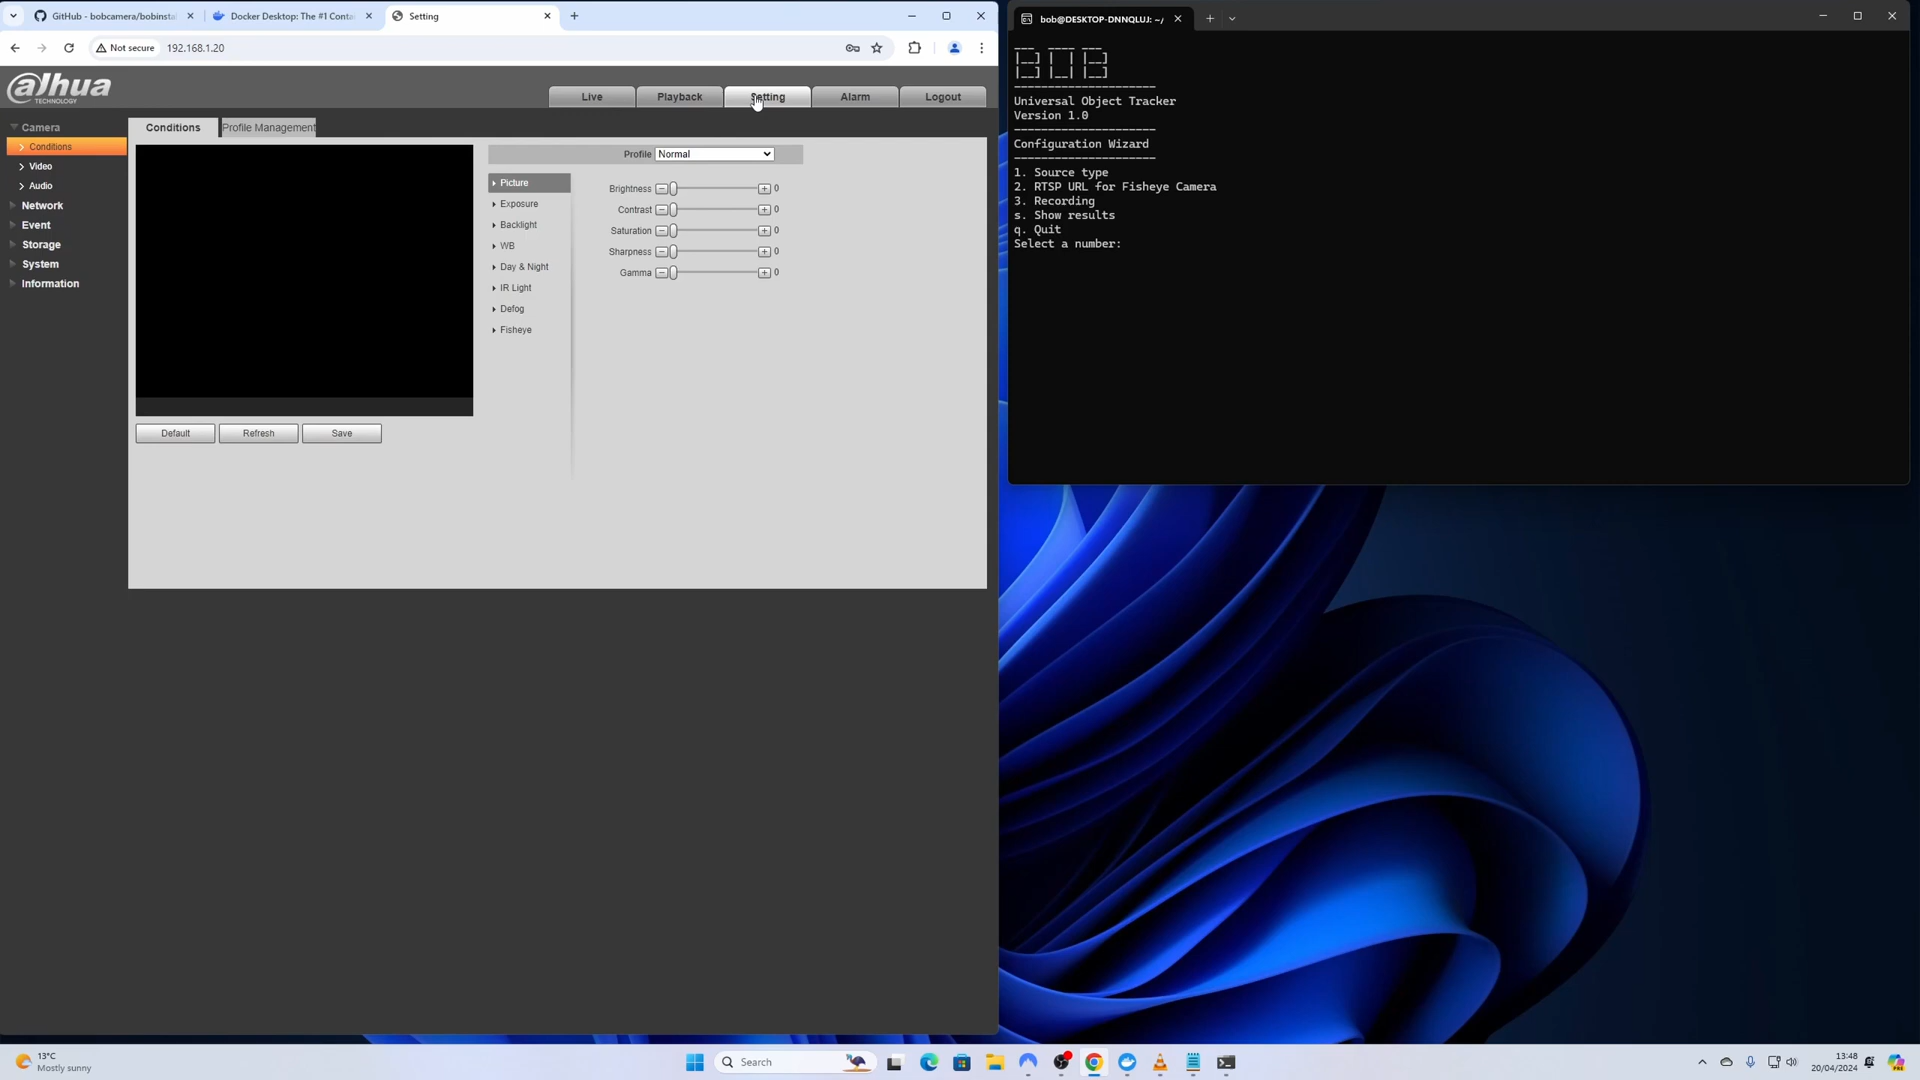 GitHub - bobcamera/bobinstal
Docker Desktop: The #1 Conta
Setting
Not secure
192.168.1.20
alhua
TECHNOLOGY
Live
Playback
Setting
Alarm
Logout
Camera
Conditions
Video
Audio
Network
Event
Storage
System
Information
Conditions
Profile Management
Profile
Normal
Picture
Exposure
Backlight
WB
Day & Night
IR Light
Defog
Fisheye
Brightness 0
Contrast 0
Saturation 0
Sharpness 0
Gamma 0
Default
Refresh
Save
bob@DESKTOP-DNNQLUJ: ~/
BOB
Universal Object Tracker
Version 1.0
Configuration Wizard
1. Source type
2. RTSP URL for Fisheye Camera
3. Recording
s. Show results
q. Quit
Select a number:
13°C
Mostly sunny
Search
13:48
20/04/2024